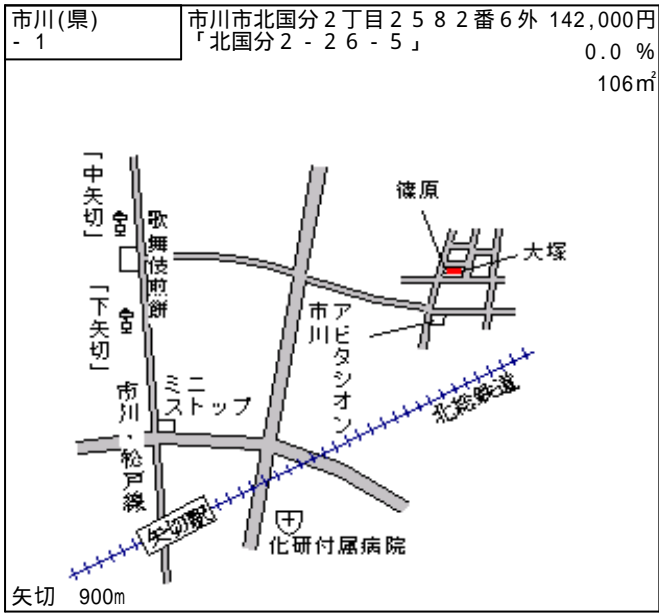 市川(県)
- 1
市川市北国分２丁目２５８２番６外 142,000円
「北国分２-２６-５」
0.0 %
106㎡
「中矢切」
歌舞伎煎餅
篠原
大塚
「下矢切」
アビタシオン
市川
ミニ
ストップ
市川・松戸線
北総鉄道
矢切駅
化研付属病院
矢切 900m